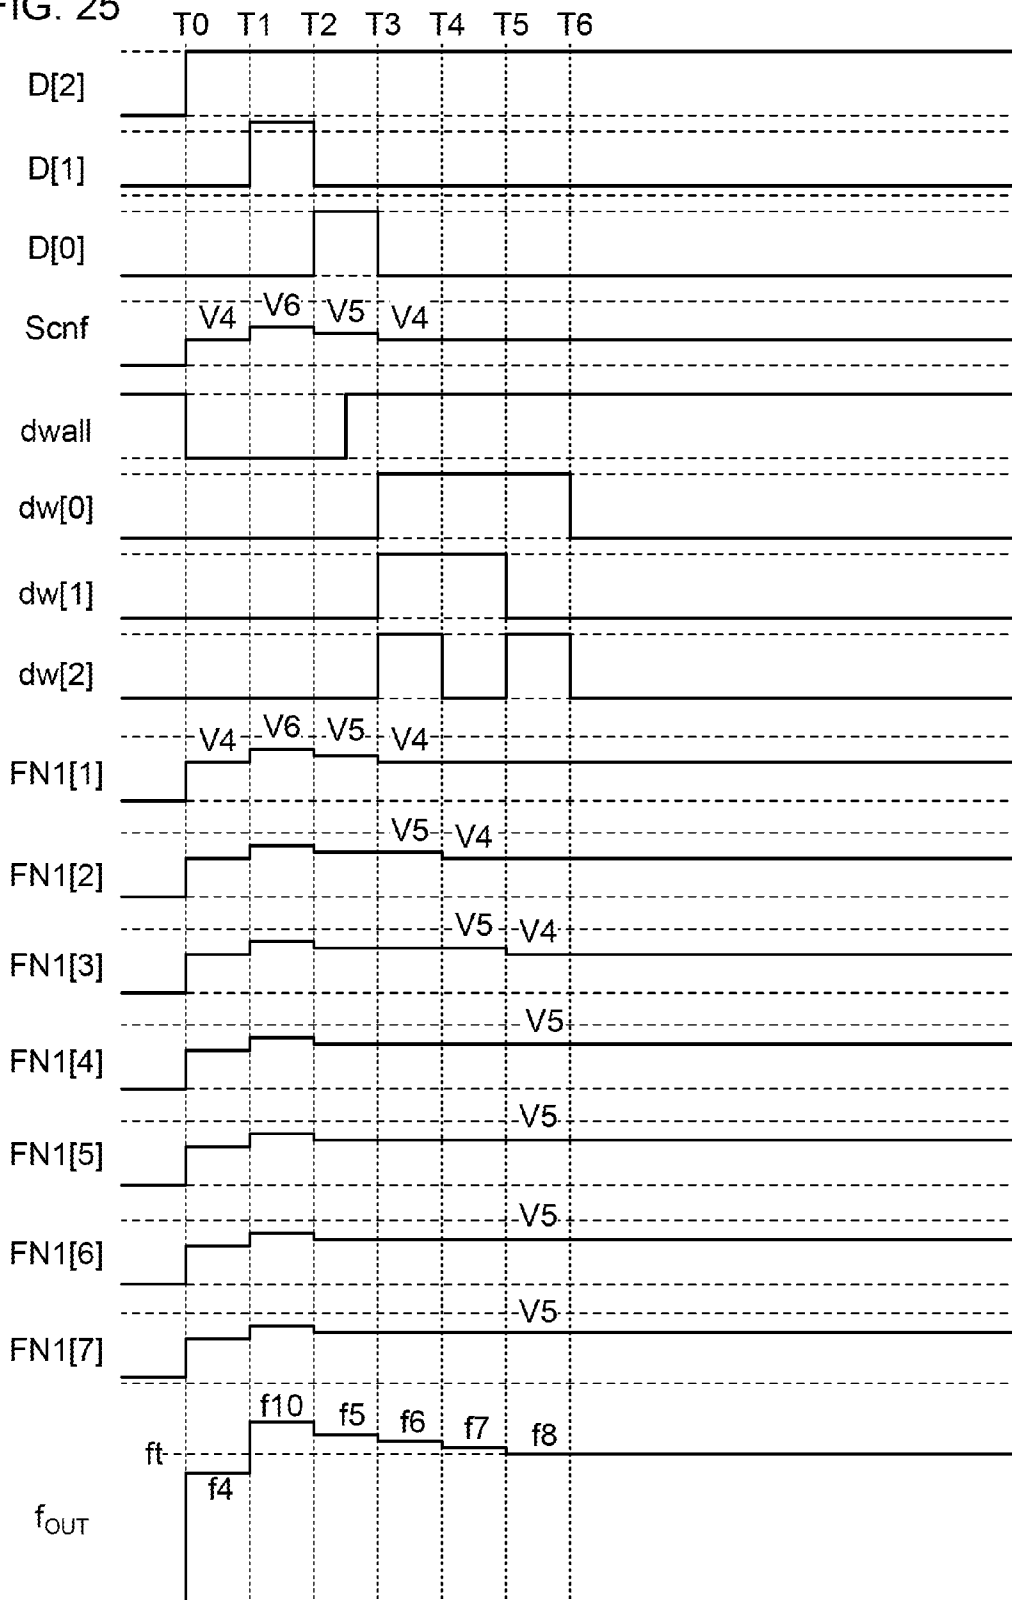 FIG. 25
T0 T1 T2 T3 T4 T5 T6
D[2]
D[1]
D[0]
Scnf V4 V6 V5 V4
dwall
dw[0]
dw[1]
dw[2]
FN1[1] V4 V6 V5 V4
FN1[2] V5 V4
FN1[3] V5 V4
FN1[4] V5
FN1[5] V5
FN1[6] V5
FN1[7] V5
f10 f5 f6 f7 f8
ft
f4
fOUT